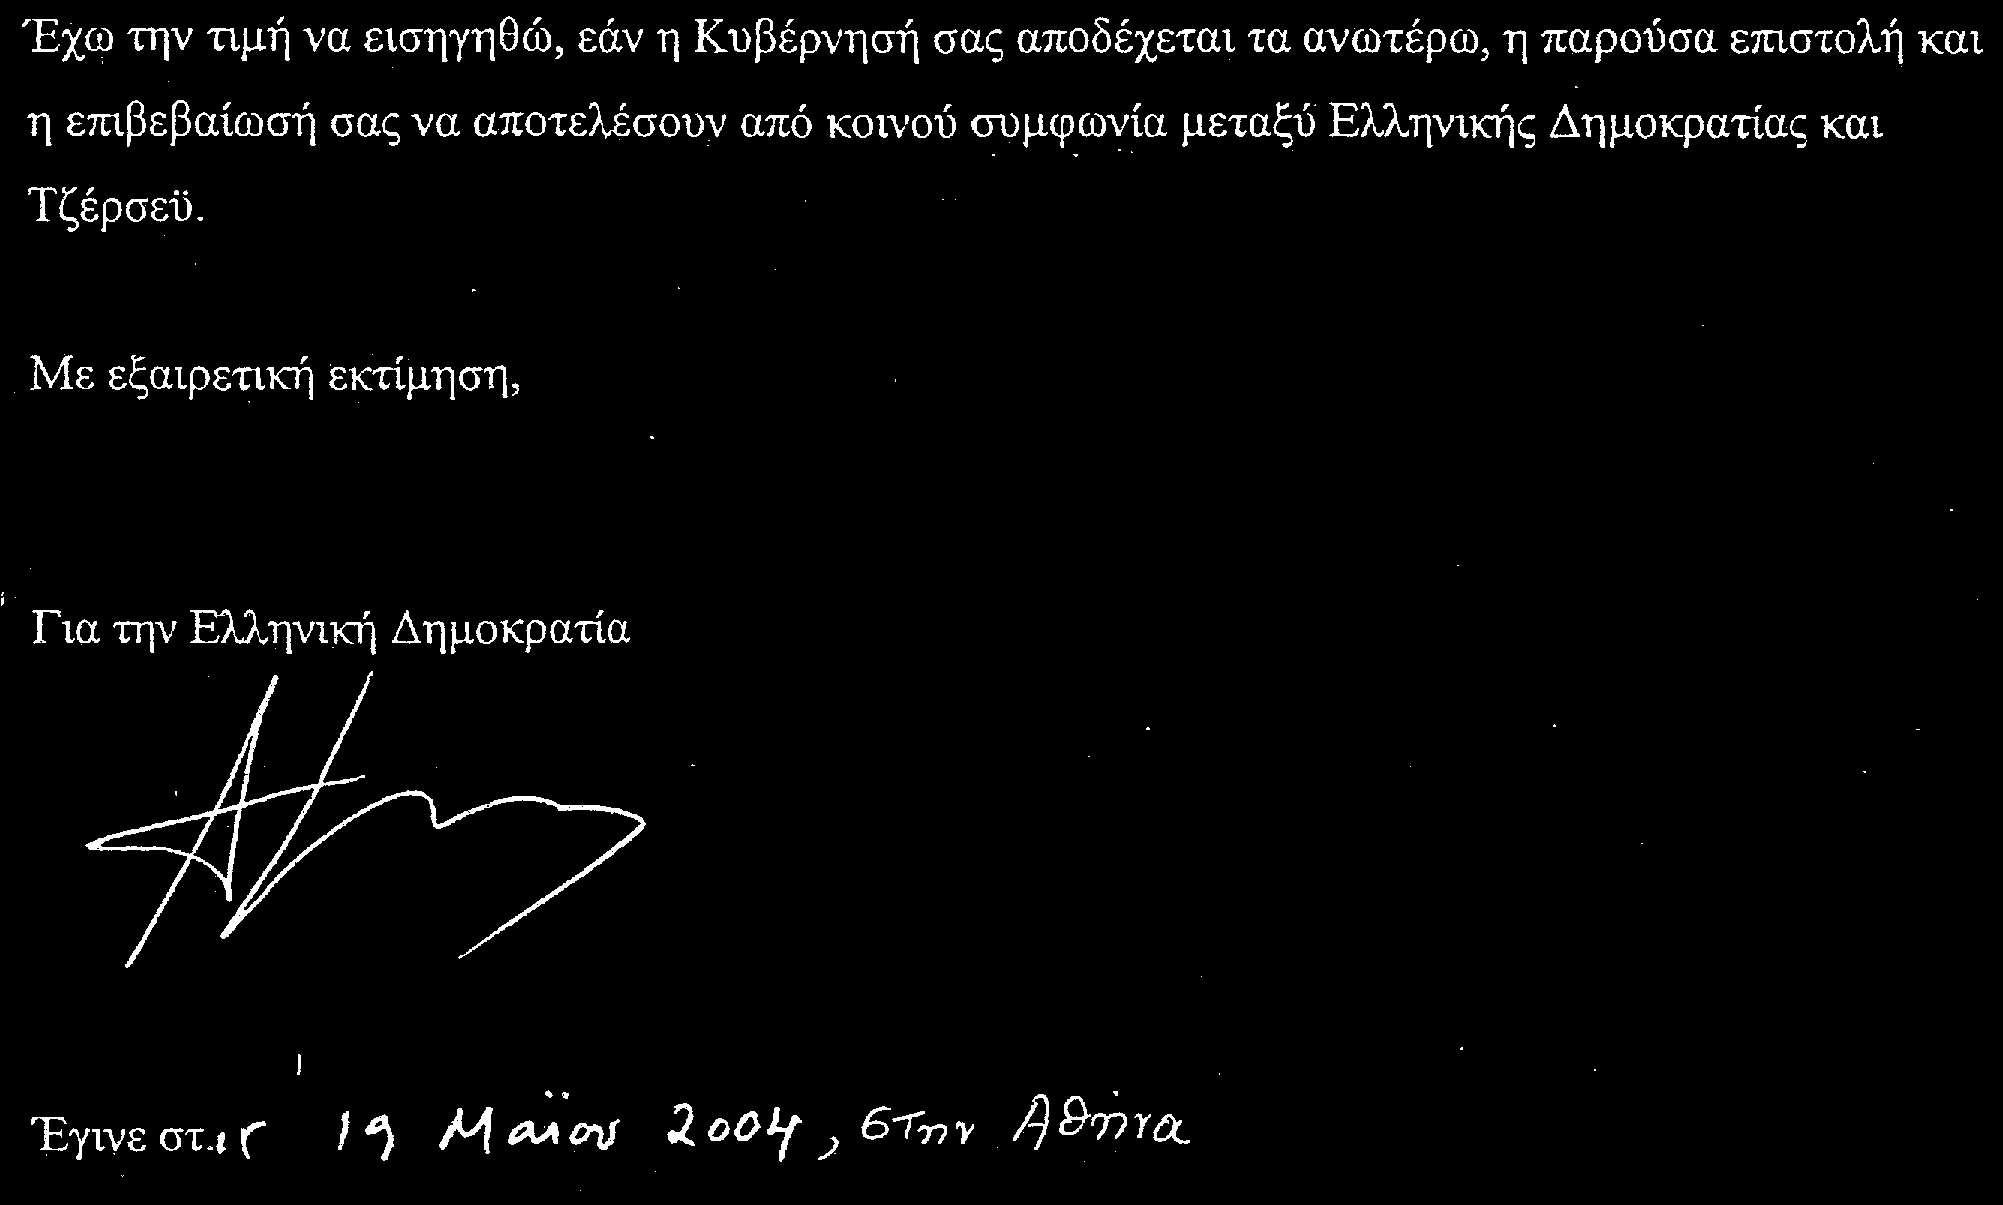 Έχω την τιμή να εισηγηθώ, εάν η Κυβέρνησή σας αποδέχεται τα ανωτέρω, η παρούσα επιστολή και
η επιβεβαίωσή σας να αποτελέσουν από κοινού συμφωνία μεταξύ Ελληνικής Δημοκρατίας και
Τζέρσεϋ.
Με εξαιρετική εκτίμηση,
Για την Ελληνική Δημοκρατία
Έγινε στις 19 Μαΐου 2004, στην Αθήνα